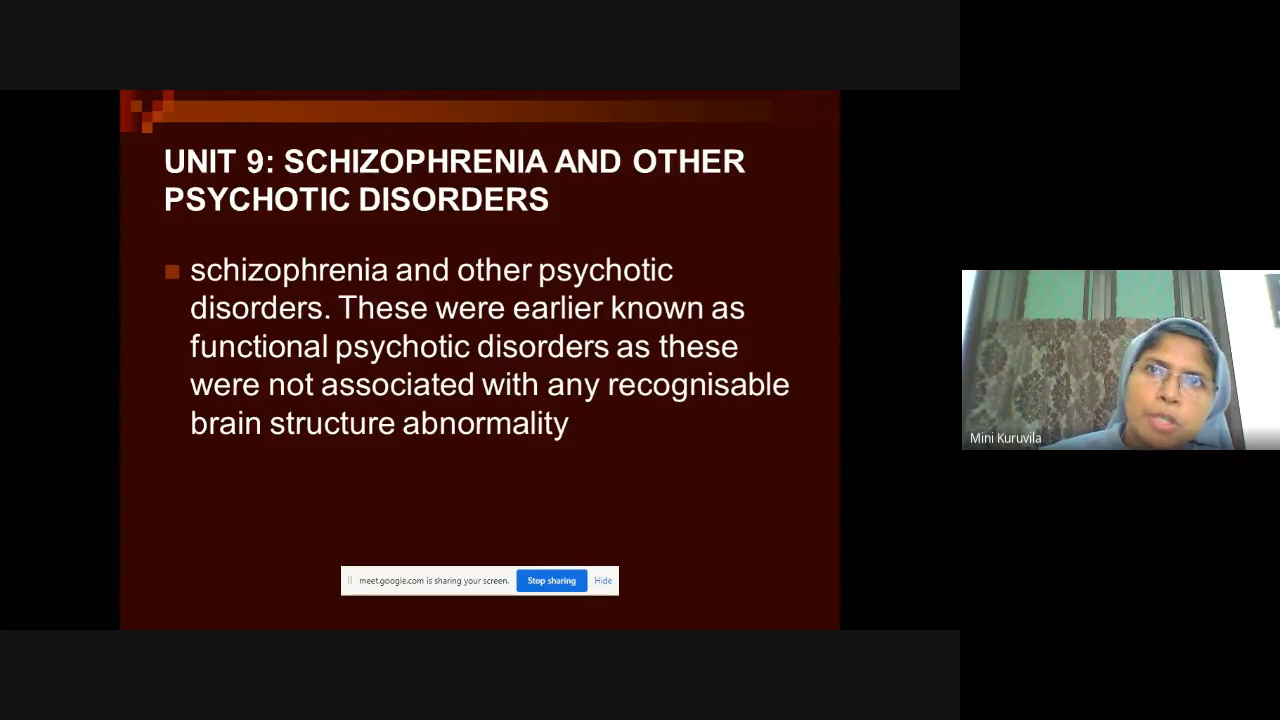 UNIT 9: SCHIZOPHRENIA AND OTHER
PSYCHOTIC DISORDERS
schizophrenia and other psychotic
disorders. These were earlier known as
functional psychotic disorders as these
were not associated with any recognisable
brain structure abnormality
Mini Kuruvila
meet.google.com is sharing your screen. Stop sharing Hide